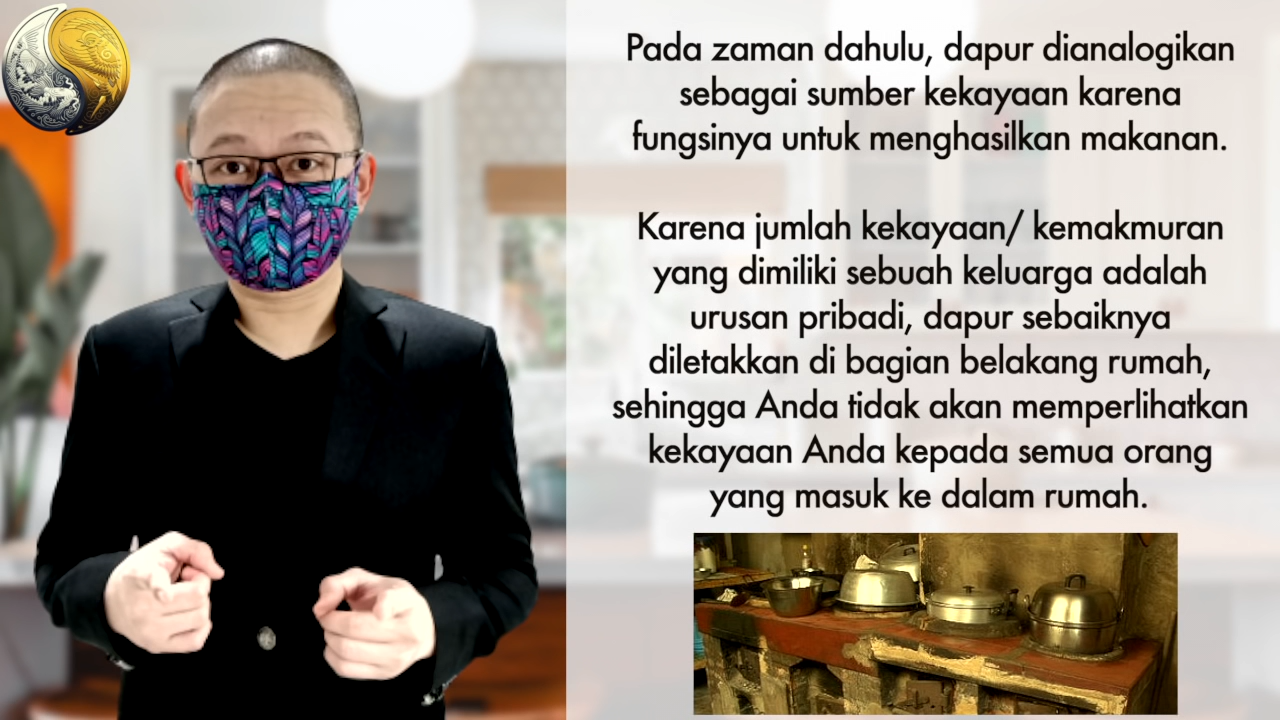 Pada zaman dahulu, dapur dianalogikan
sebagai sumber kekayaan karena
fungsinya untuk menghasilkan makanan.
Karena jumlah kekayaan/ kemakmuran
yang dimiliki sebuah keluarga adalah
urusan pribadi, dapur sebaiknya
diletakkan di bagian belakang rumah,
sehingga Anda tidak akan memperlihatkan
kekayaan Anda kepada semua orang
yang masuk ke dalam rumah.